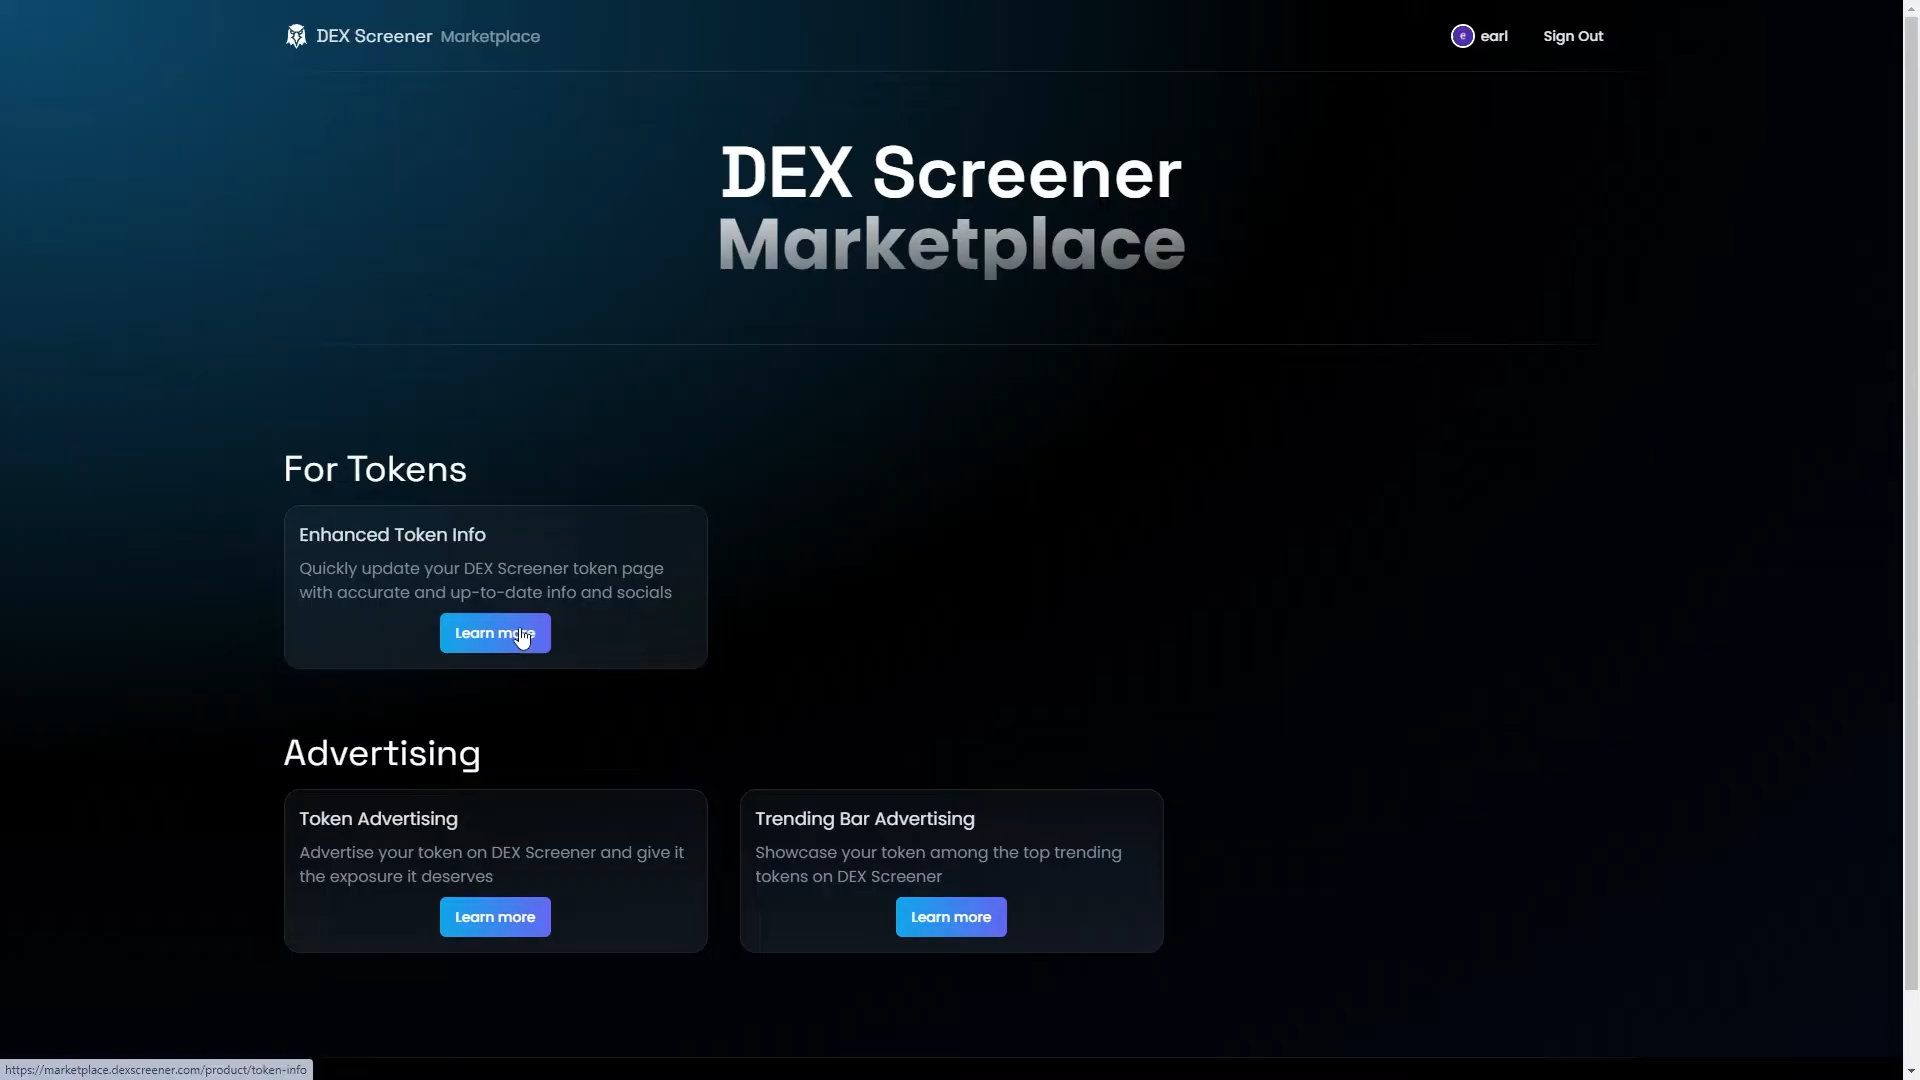 DEX Screener Marketplace
e earl Sign Out
DEX Screener
Marketplace
For Tokens
Enhanced Token Info
Quickly update your DEX Screener token page
with accurate and up-to-date info and socials
Learn more
Advertising
Token Advertising
Advertise your token on DEX Screener and give it
the exposure it deserves
Learn more
Trending Bar Advertising
Showcase your token among the top trending
tokens on DEX Screener
Learn more
https://marketplace.dexscreener.com/product/token-info